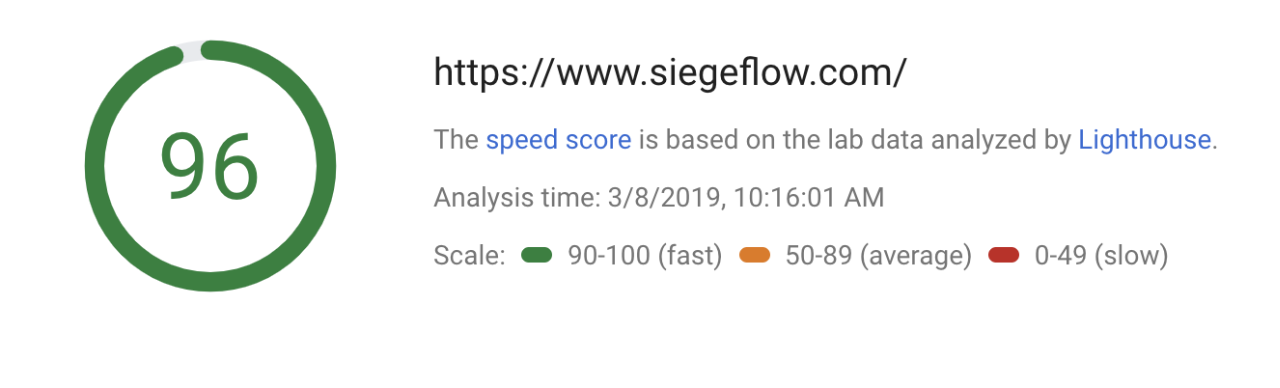 96
https://www.siegeflow.com/
The speed score is based on the lab data analyzed by Lighthouse.
Analysis time: 3/8/2019, 10:16:01 AM
Scale: 90-100 (fast) 50-89 (average) 0-49 (slow)